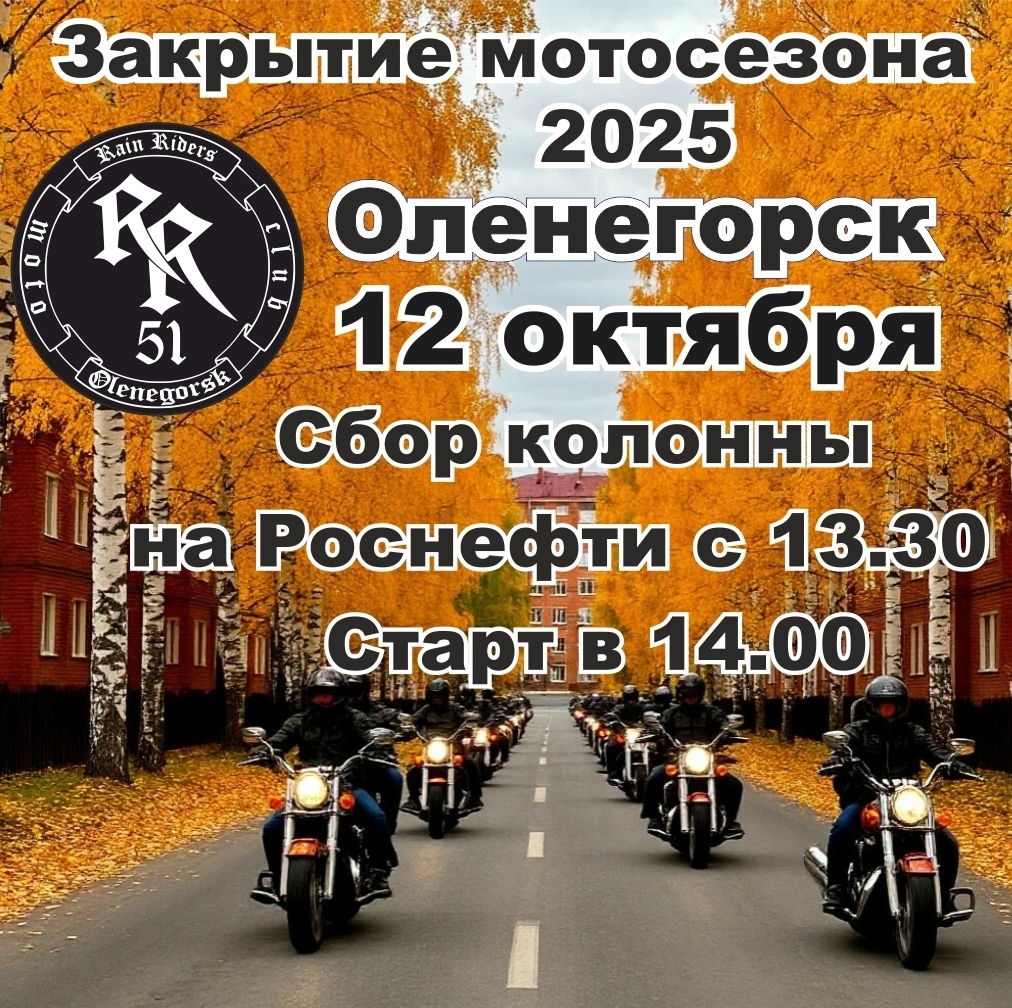 Закрытие мотосезона
2025
Rain Riders
moto
club
RR
51
Olenegorsk
Оленегорск
12 октября
Сбор колонны
на Роснефти с 13.30
Старт в 14.00